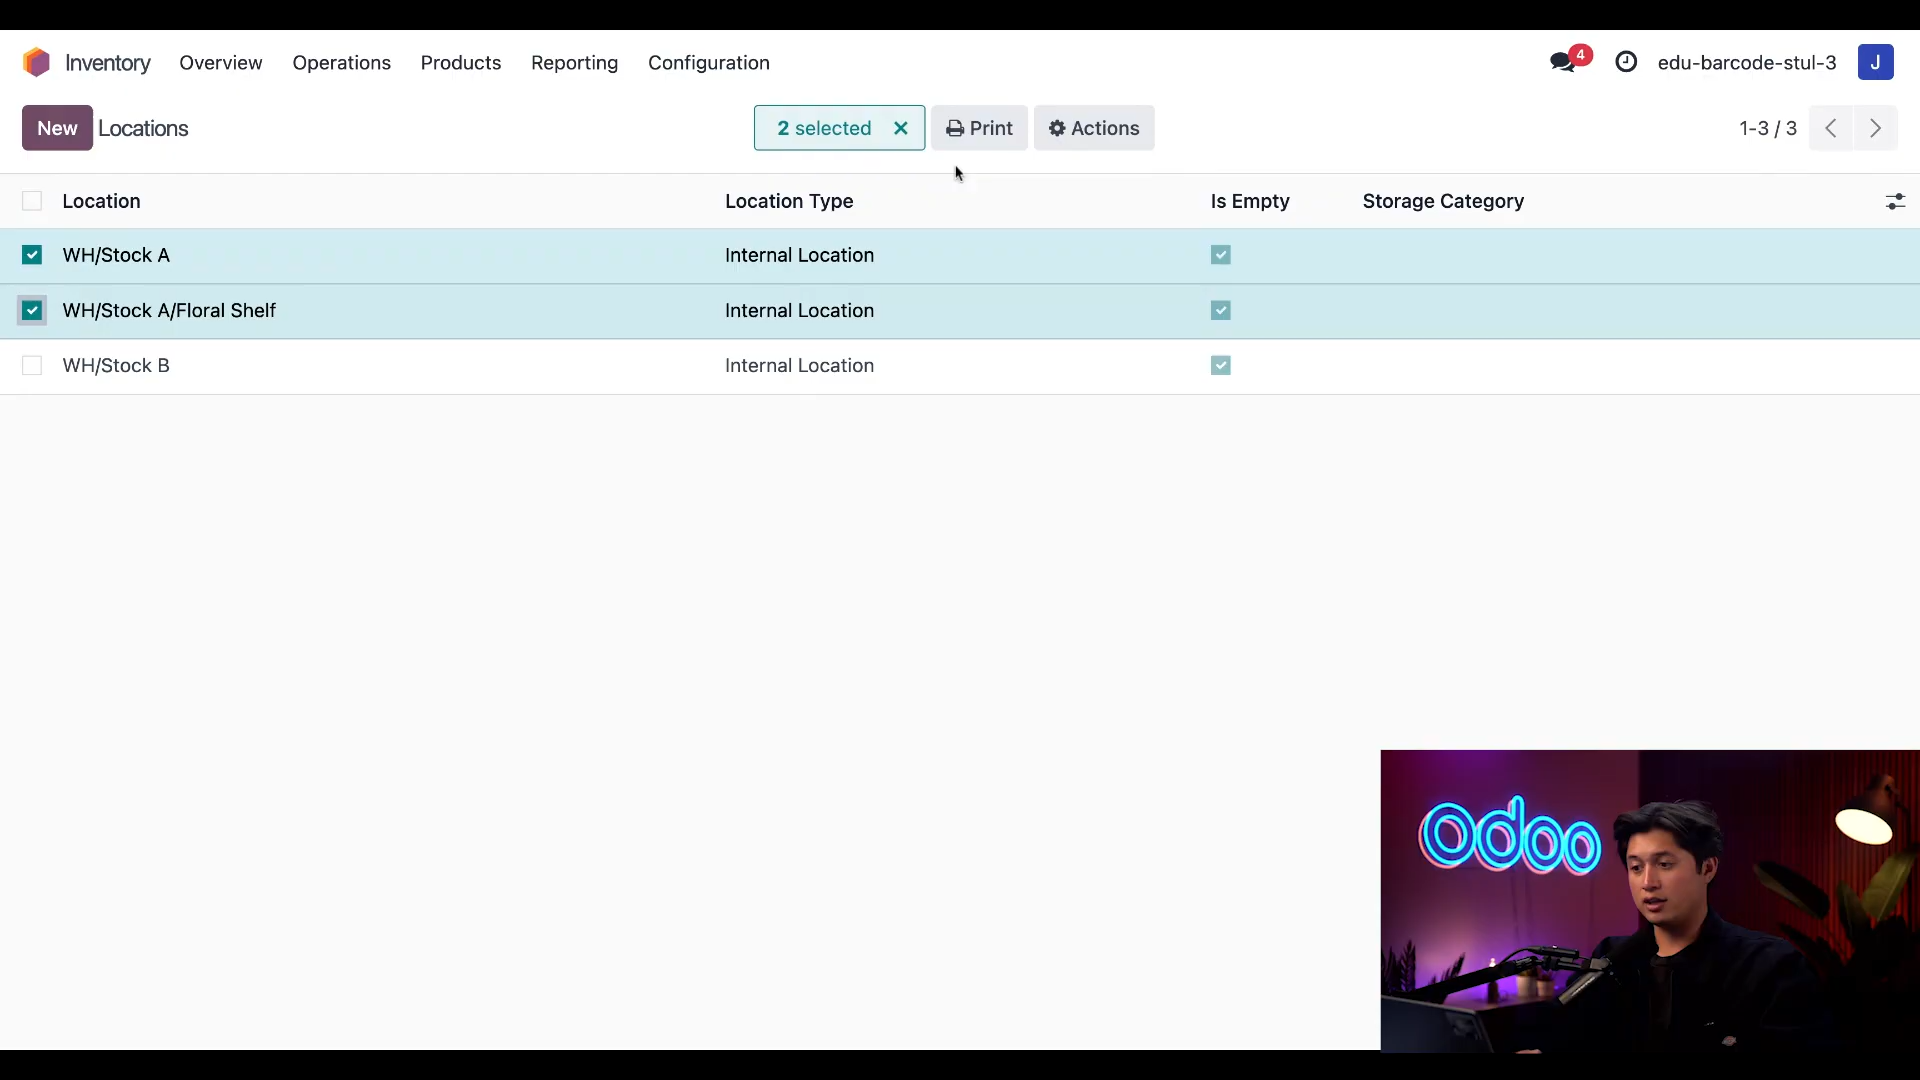 Inventory Overview Operations Products Reporting Configuration 4 edu-barcode-stul-3 J
New Locations 2 selected Print Actions 1-3 / 3
Location Location Type Is Empty Storage Category
WH/Stock A Internal Location
WH/Stock A/Floral Shelf Internal Location
WH/Stock B Internal Location
odoo